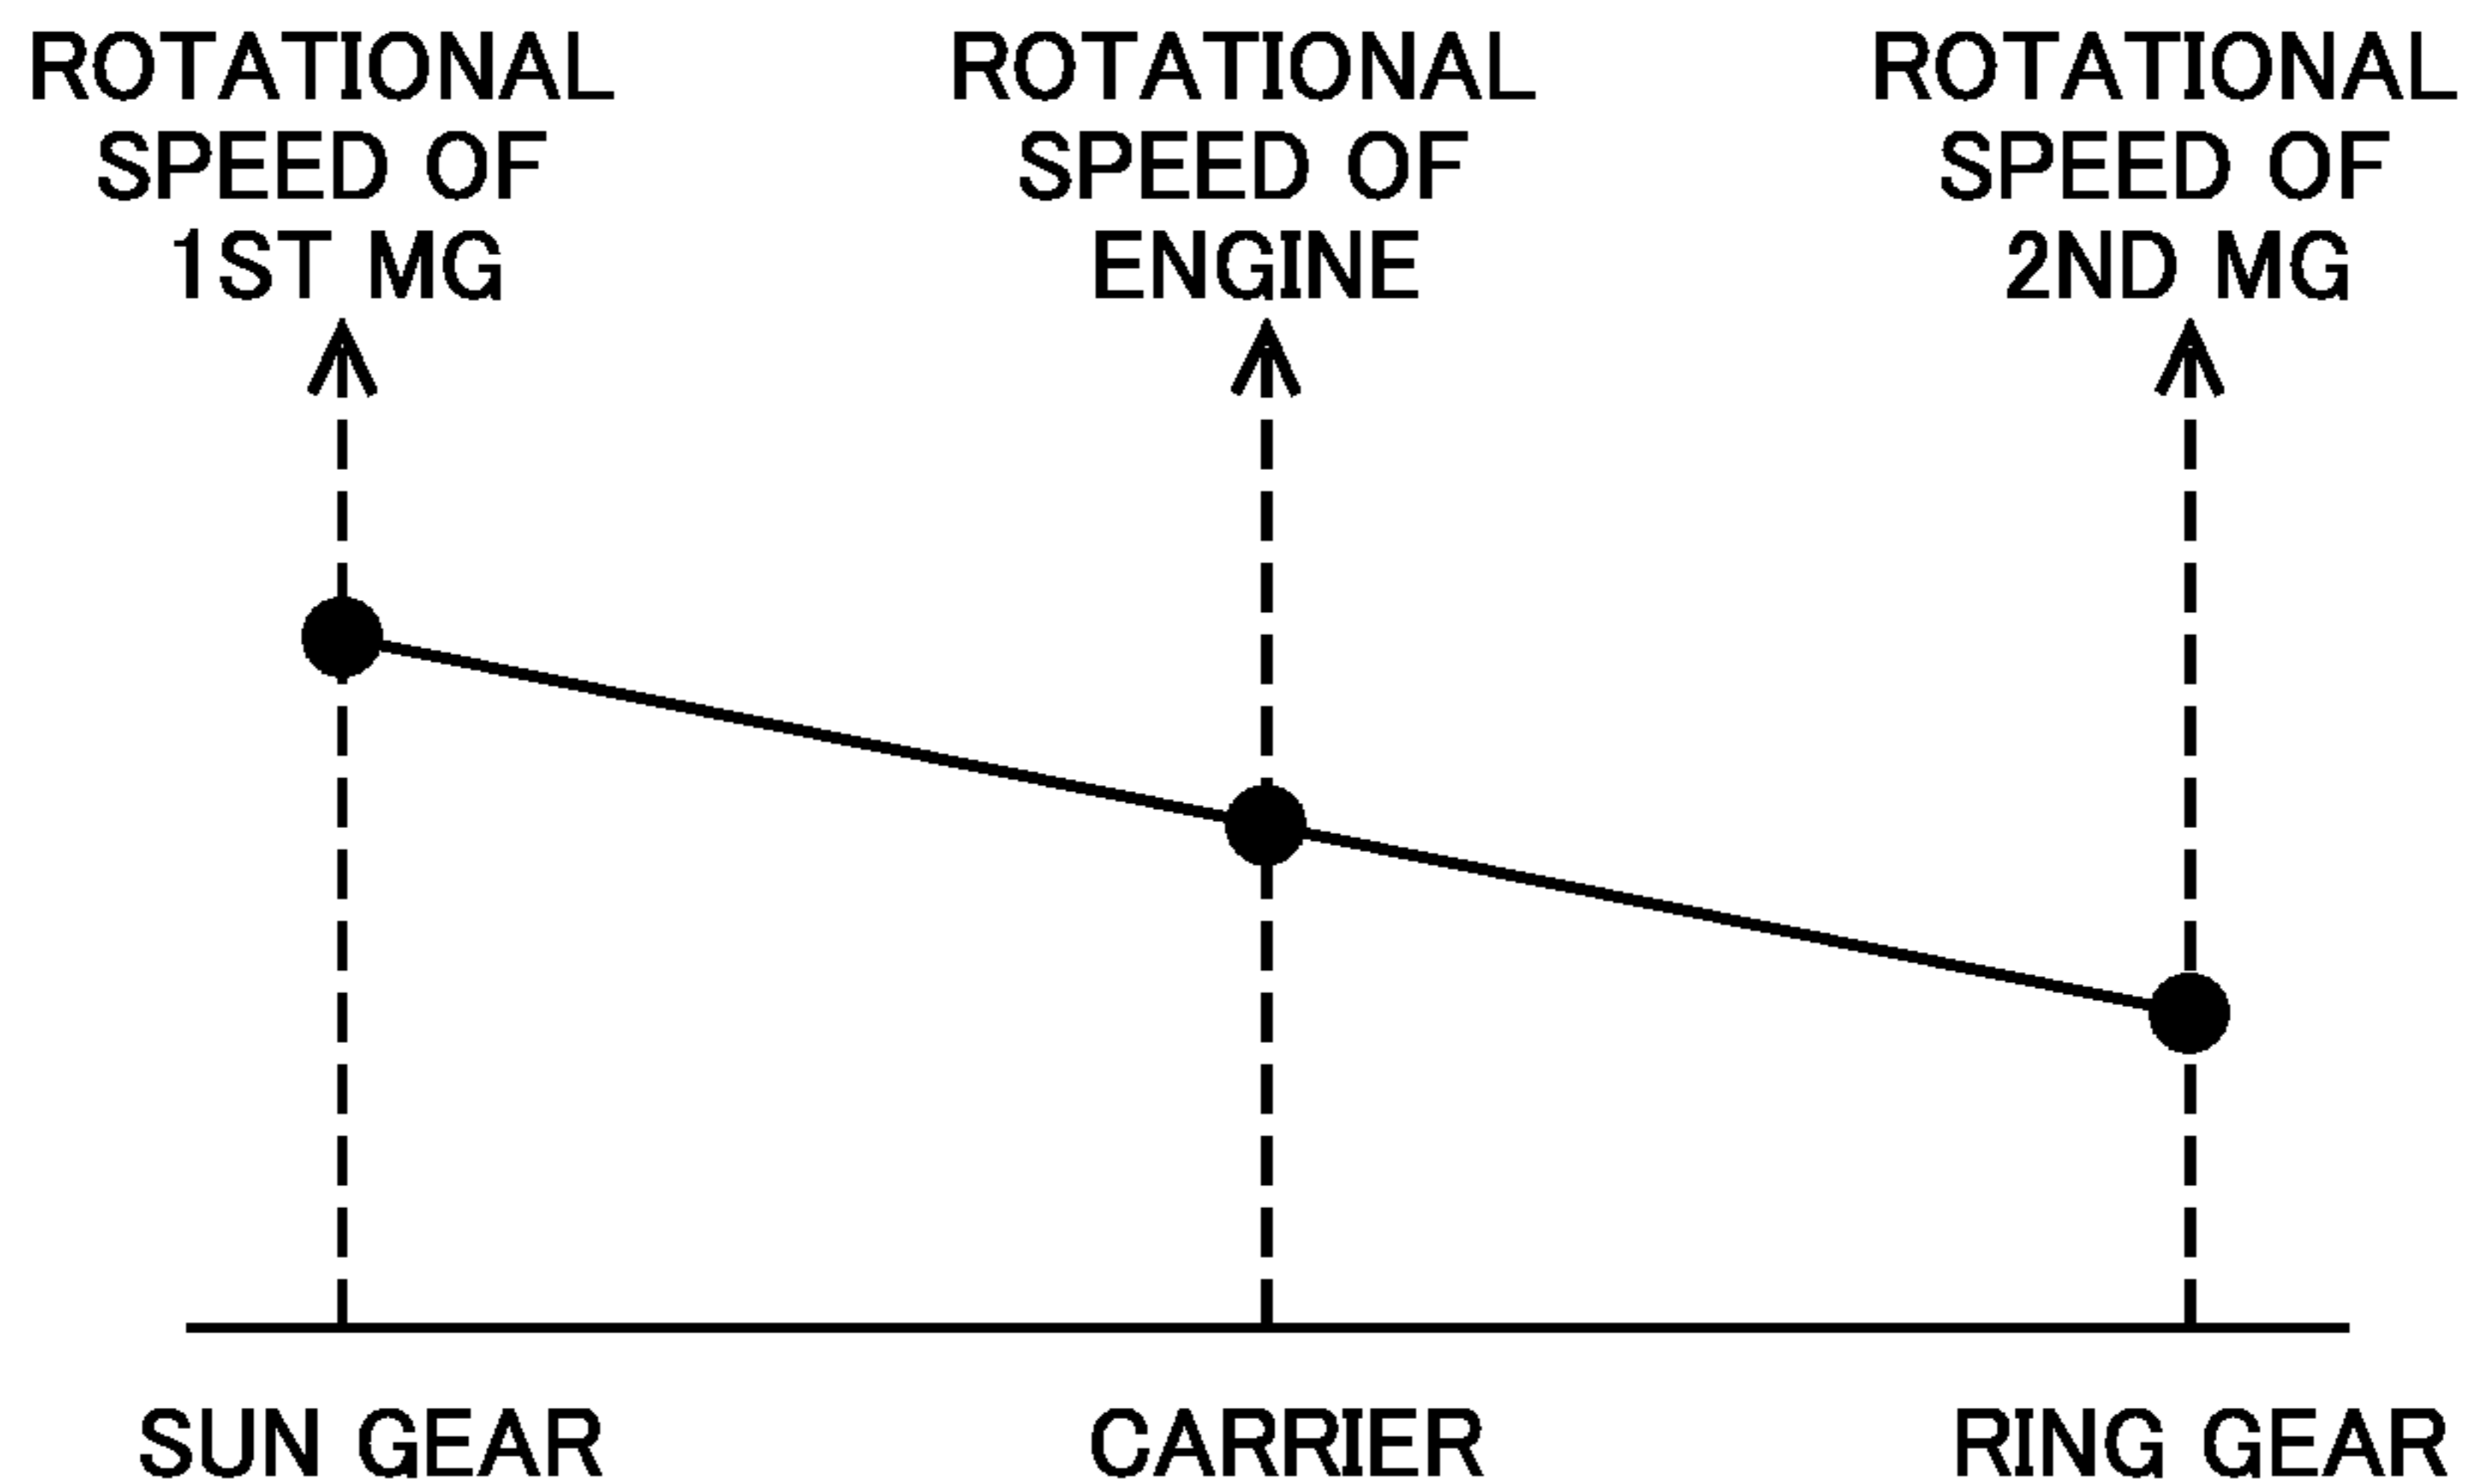 ROTATIONAL
SPEED OF
1ST MG
ROTATIONAL
SPEED OF
ENGINE
ROTATIONAL
SPEED OF
2ND MG
SUN GEAR
CARRIER
RING GEAR